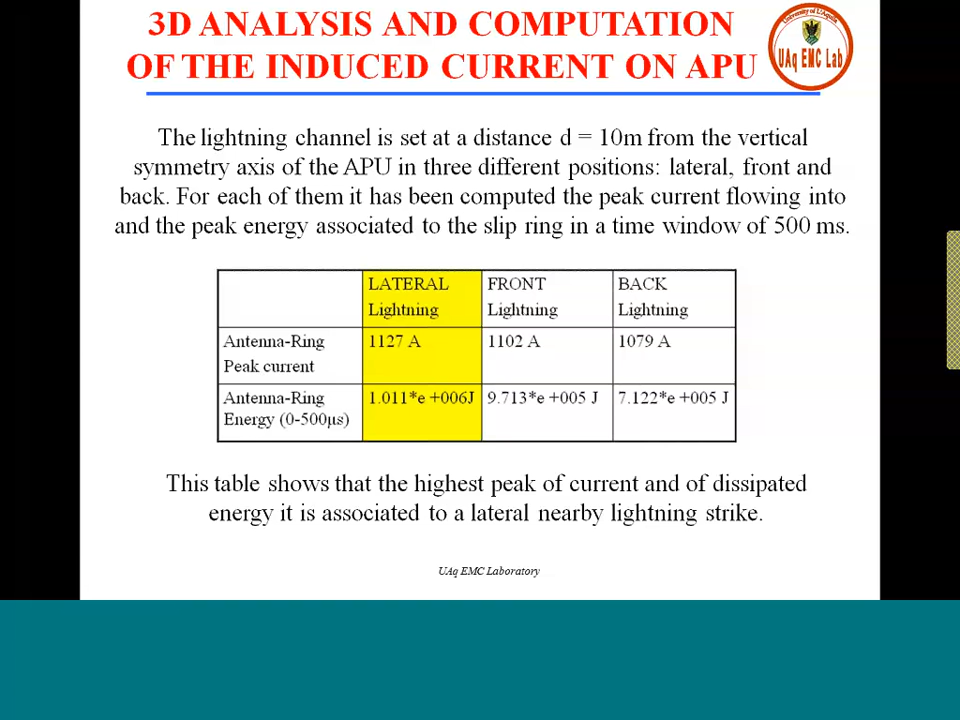 3D ANALYSIS AND COMPUTATION
OF THE INDUCED CURRENT ON APU
University of L'Aquila
UAq EMC Lab
The lightning channel is set at a distance d = 10m from the vertical
symmetry axis of the APU in three different positions: lateral, front and
back. For each of them it has been computed the peak current flowing into
and the peak energy associated to the slip ring in a time window of 500 ms.
LATERAL Lightning
FRONT Lightning
BACK Lightning
Antenna-Ring Peak current
1127 A
1102 A
1079 A
Antenna-Ring Energy (0-500μs)
1.011*e +006J
9.713*e +005 J
7.122*e +005 J
This table shows that the highest peak of current and of dissipated
energy it is associated to a lateral nearby lightning strike.
UAq EMC Laboratory